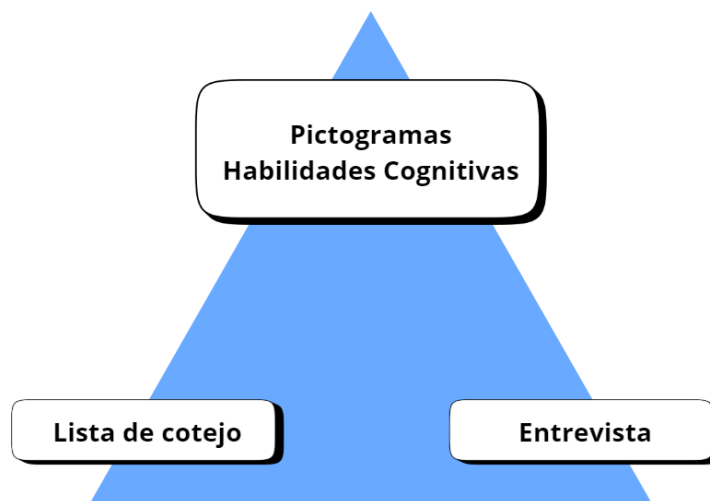 Pictogramas
Habilidades Cognitivas
Lista de cotejo
Entrevista